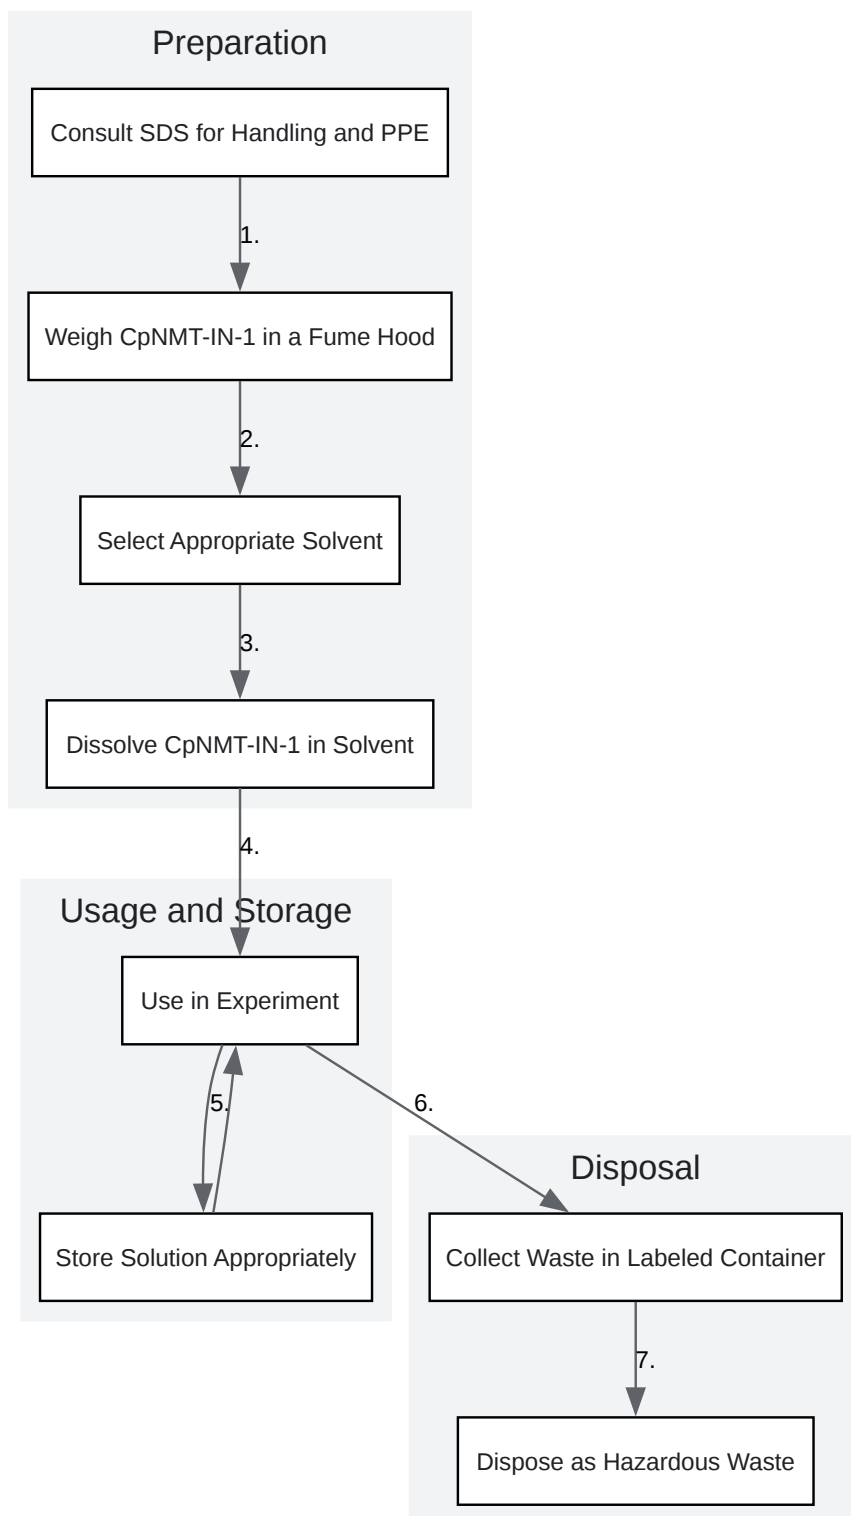 Preparation
Consult SDS for Handling and PPE
1.
Weigh CpNMT-IN-1 in a Fume Hood
2.
Select Appropriate Solvent
3.
Dissolve CpNMT-IN-1 in Solvent
4.
Usage and Storage
Use in Experiment
5.
6.
Disposal
Store Solution Appropriately
Collect Waste in Labeled Container
7.
Dispose as Hazardous Waste